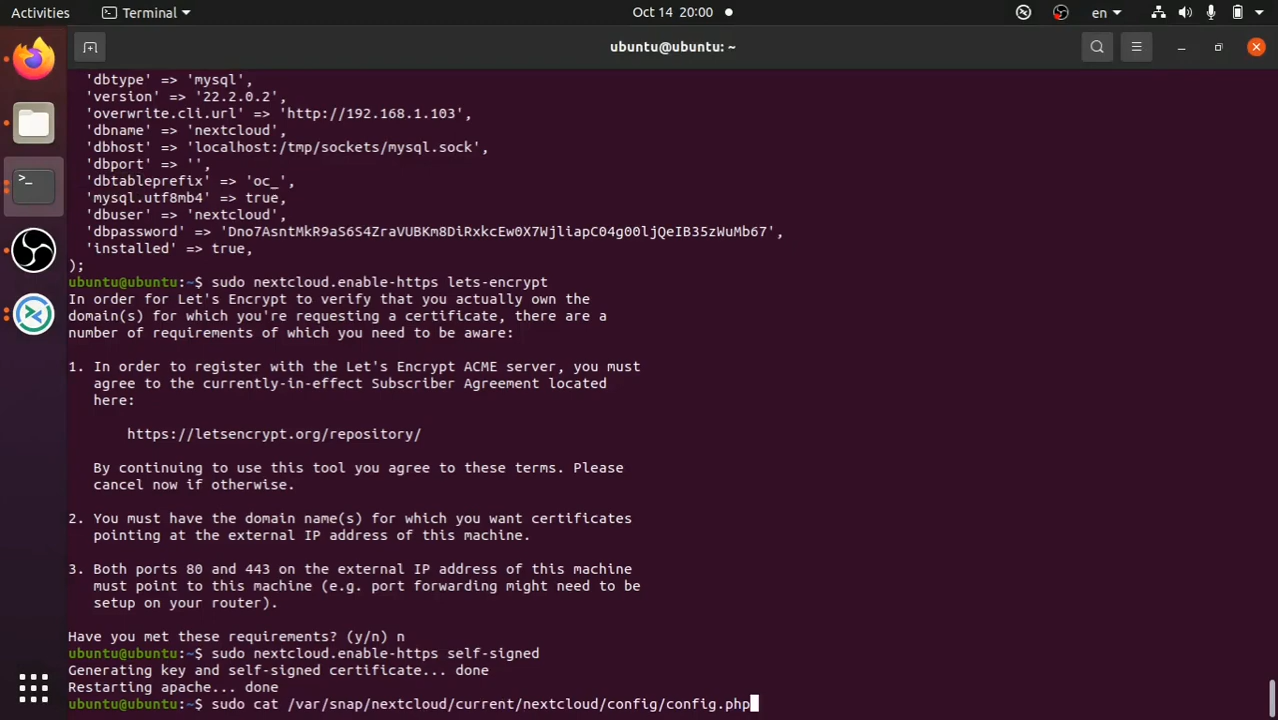 Activities
Terminal
Oct 14 20:00
en
ubuntu@ubuntu: ~
'dbtype' => 'mysql',
'version' => '22.2.0.2',
'overwrite.cli.url' => 'http://192.168.1.103',
'dbname' => 'nextcloud',
'dbhost' => 'localhost:/tmp/sockets/mysql.sock',
'dbport' => '',
'dbtableprefix' => 'oc_',
'mysql.utf8mb4' => true,
'dbuser' => 'nextcloud',
'dbpassword' => 'Dno7AsntMkR9aS6S4ZraVUBKm8DiRxkcEw0X7WjliapC04g00ljQeIB35zWuMb67',
'installed' => true,
);
ubuntu@ubuntu:~$ sudo nextcloud.enable-https lets-encrypt
In order for Let's Encrypt to verify that you actually own the
domain(s) for which you're requesting a certificate, there are a
number of requirements of which you need to be aware:
1. In order to register with the Let's Encrypt ACME server, you must
agree to the currently-in-effect Subscriber Agreement located
here:
https://letsencrypt.org/repository/
By continuing to use this tool you agree to these terms. Please
cancel now if otherwise.
2. You must have the domain name(s) for which you want certificates
pointing at the external IP address of this machine.
3. Both ports 80 and 443 on the external IP address of this machine
must point to this machine (e.g. port forwarding might need to be
setup on your router).
Have you met these requirements? (y/n) n
ubuntu@ubuntu:~$ sudo nextcloud.enable-https self-signed
Generating key and self-signed certificate... done
Restarting apache... done
ubuntu@ubuntu:~$ sudo cat /var/snap/nextcloud/current/nextcloud/config/config.php